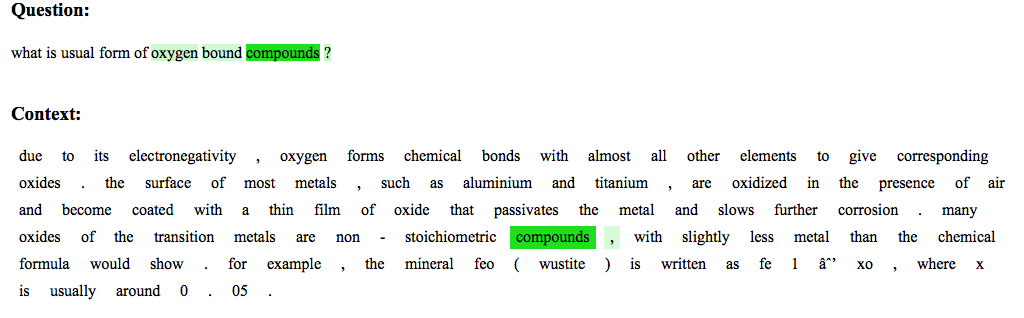 Question:
what is usual form of oxygen bound compounds ?
Context:
due to its electronegativity , oxygen forms chemical bonds with almost all other elements to give corresponding
oxides . the surface of most metals , such as aluminium and titanium , are oxidized in the presence of air
and become coated with a thin film of oxide that passivates the metal and slows further corrosion . many
oxides of the transition metals are non - stoichiometric compounds , with slightly less metal than the chemical
formula would show . for example , the mineral feo ( wustite ) is written as fe 1 âˆ’ xo , where x
is usually around 0 . 05 .